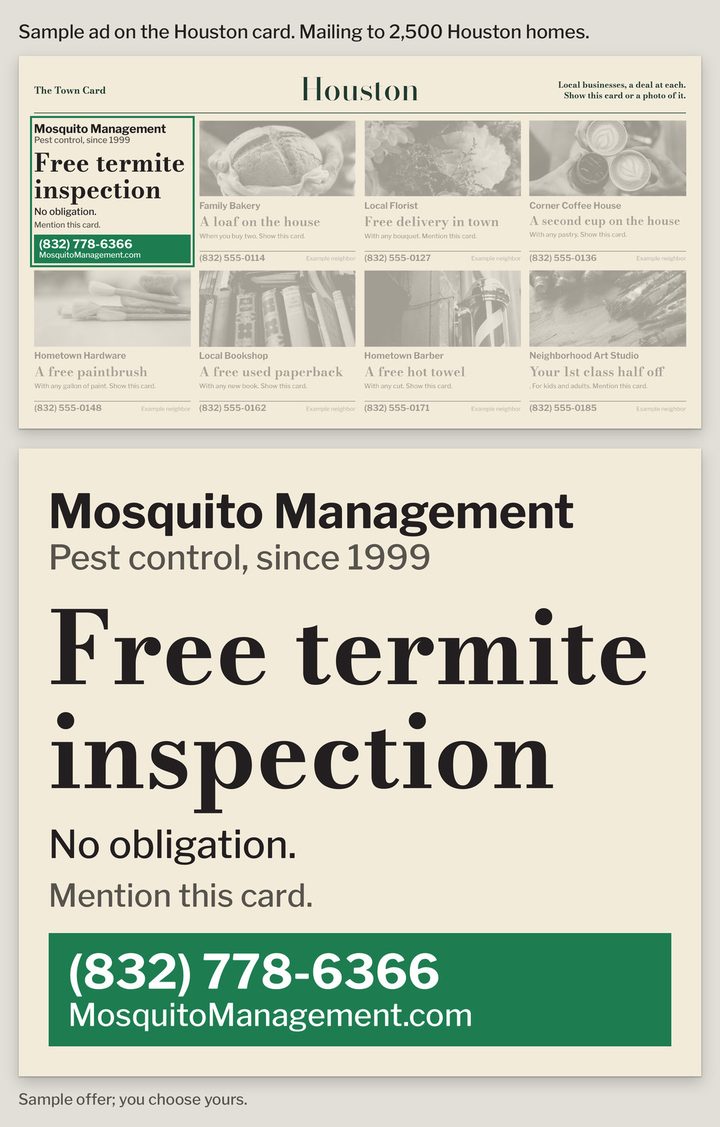 Sample ad on the Houston card. Mailing to 2,500 Houston homes.
The Town Card
Houston
Local businesses, a deal at each.
Show this card or a photo of it.
Mosquito Management
Pest control, since 1999
Free termite
inspection
No obligation.
Mention this card.
(832) 778-6366
MosquitoManagement.com
Family Bakery
A loaf on the house
When you buy two. Show this card.
(832) 555-0114
Example neighbor
Local Florist
Free delivery in town
With any bouquet. Mention this card.
(832) 555-0127
Example neighbor
Corner Coffee House
A second cup on the house
With any pastry. Show this card.
(832) 555-0136
Example neighbor
Hometown Hardware
A free paintbrush
With any gallon of paint. Show this card.
(832) 555-0148
Example neighbor
Local Bookshop
A free used paperback
With any new book. Show this card.
(832) 555-0162
Example neighbor
Hometown Barber
A free hot towel
With any cut. Show this card.
(832) 555-0171
Example neighbor
Neighborhood Art Studio
Your 1st class half off
For kids and adults. Mention this card.
(832) 555-0185
Example neighbor
Mosquito Management
Pest control, since 1999
Free termite
inspection
No obligation.
Mention this card.
(832) 778-6366
MosquitoManagement.com
Sample offer; you choose yours.